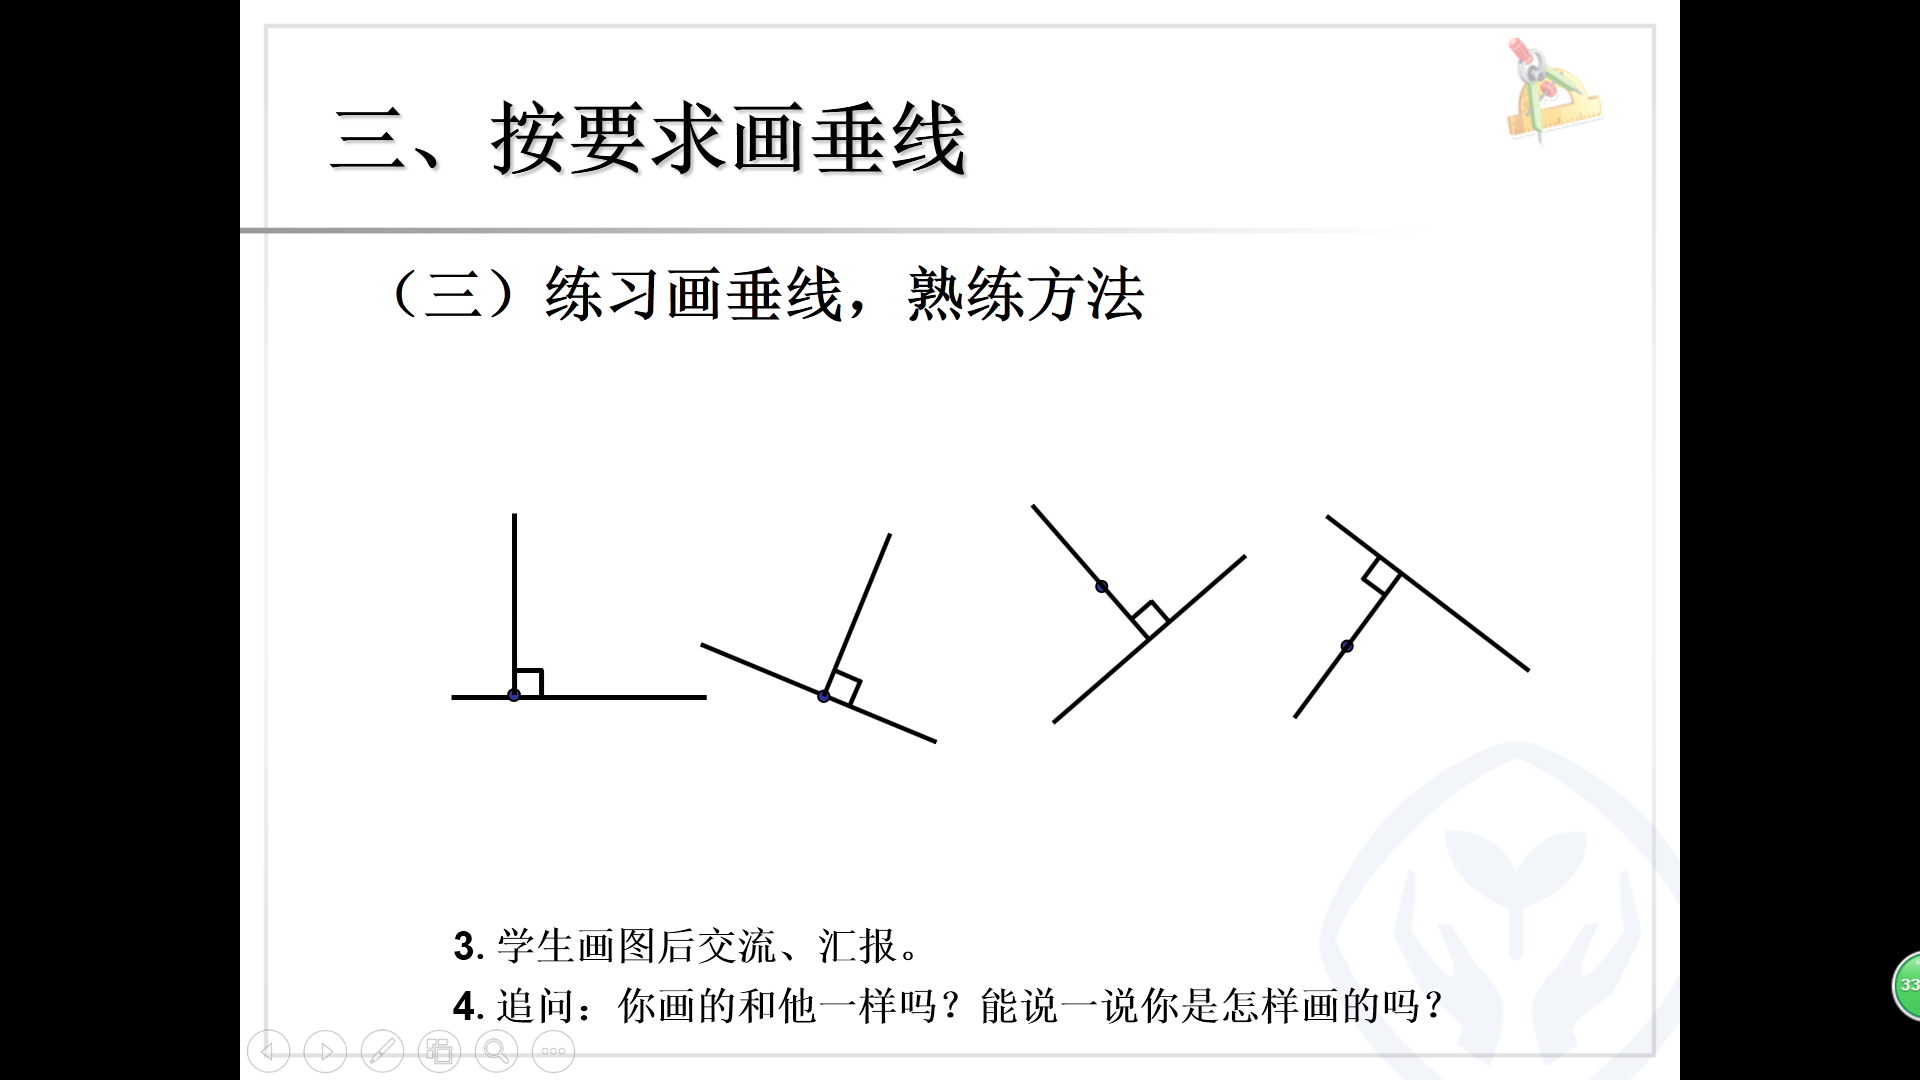 三、按要求画垂线
（三）练习画垂线，熟练方法
3. 学生画图后交流、汇报。
4. 追问：你画的和他一样吗？能说一说你是怎样画的吗？
33